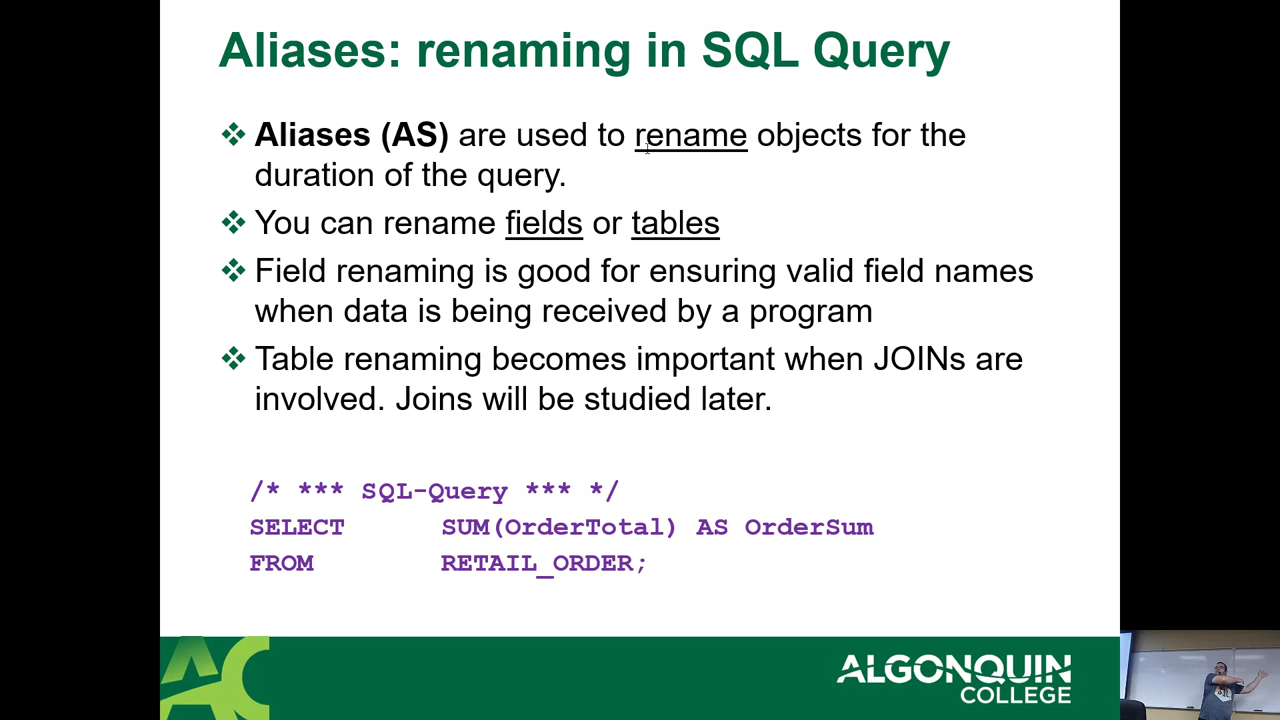 Aliases: renaming in SQL Query
Aliases (AS) are used to rename objects for the
duration of the query.
You can rename fields or tables
Field renaming is good for ensuring valid field names
when data is being received by a program
Table renaming becomes important when JOINs are
involved. Joins will be studied later.
/* *** SQL-Query *** */
SELECT SUM(OrderTotal) AS OrderSum
FROM RETAIL_ORDER;
AC
ALGONQUIN
COLLEGE